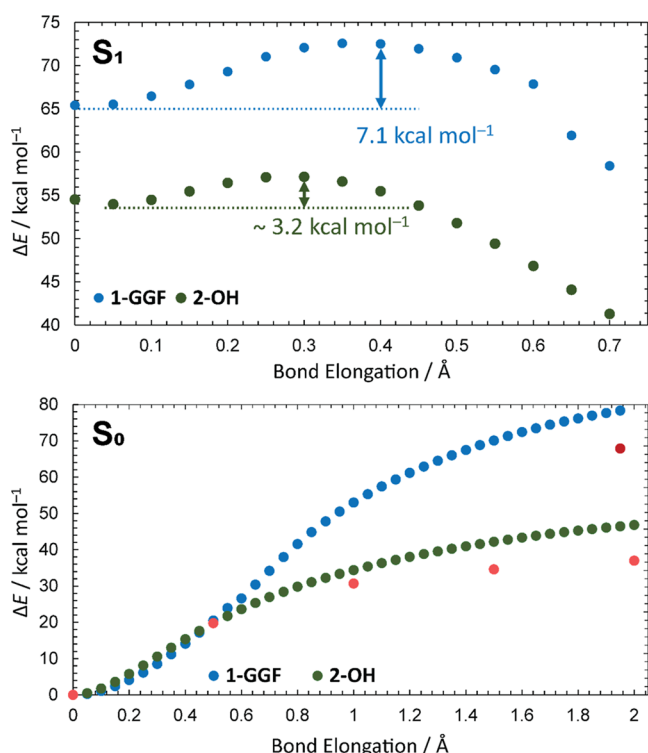 S₁
ΔE / kcal mol⁻¹
75
70
65
60
55
50
45
40
7.1 kcal mol⁻¹
~ 3.2 kcal mol⁻¹
1-GGF 2-OH
0 0.1 0.2 0.3 0.4 0.5 0.6 0.7
Bond Elongation / Å
S₀
ΔE / kcal mol⁻¹
80
70
60
50
40
30
20
10
0
1-GGF 2-OH
0 0.2 0.4 0.6 0.8 1 1.2 1.4 1.6 1.8 2
Bond Elongation / Å